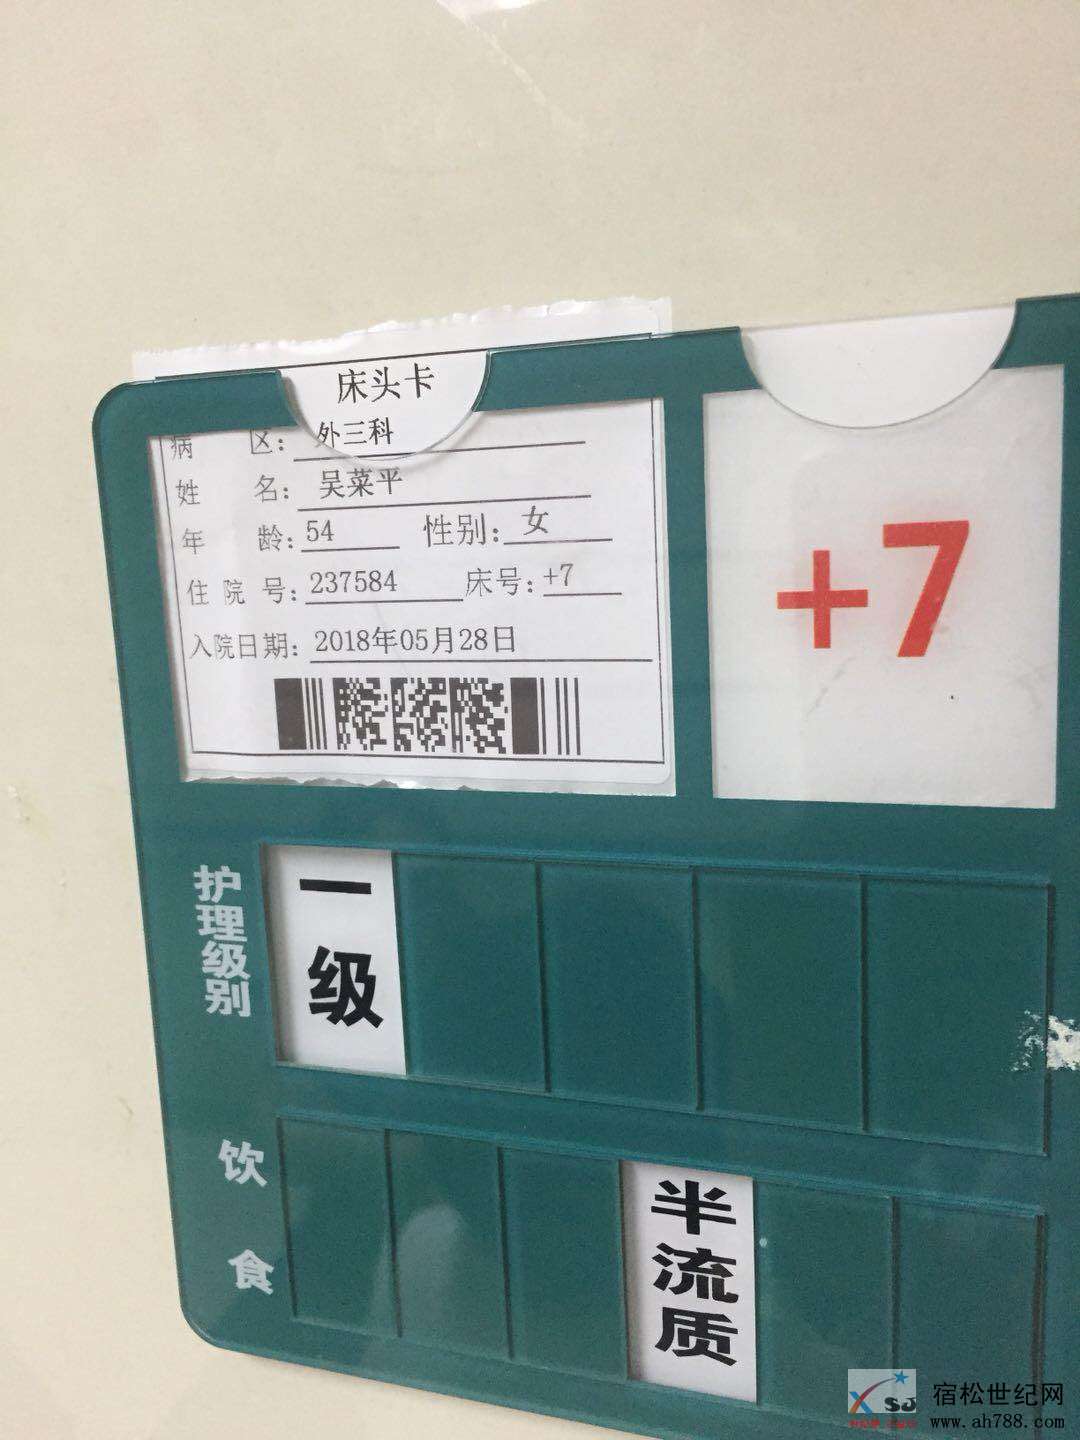 床头卡
病 区: 外三科
姓 名: 吴菜平
年 龄: 54 性别: 女
住院号: 237584 床号: +7
入院日期: 2018年05月28日
+7
护理级别
一级
饮食
半流质
宿松世纪网
www.ah788.com